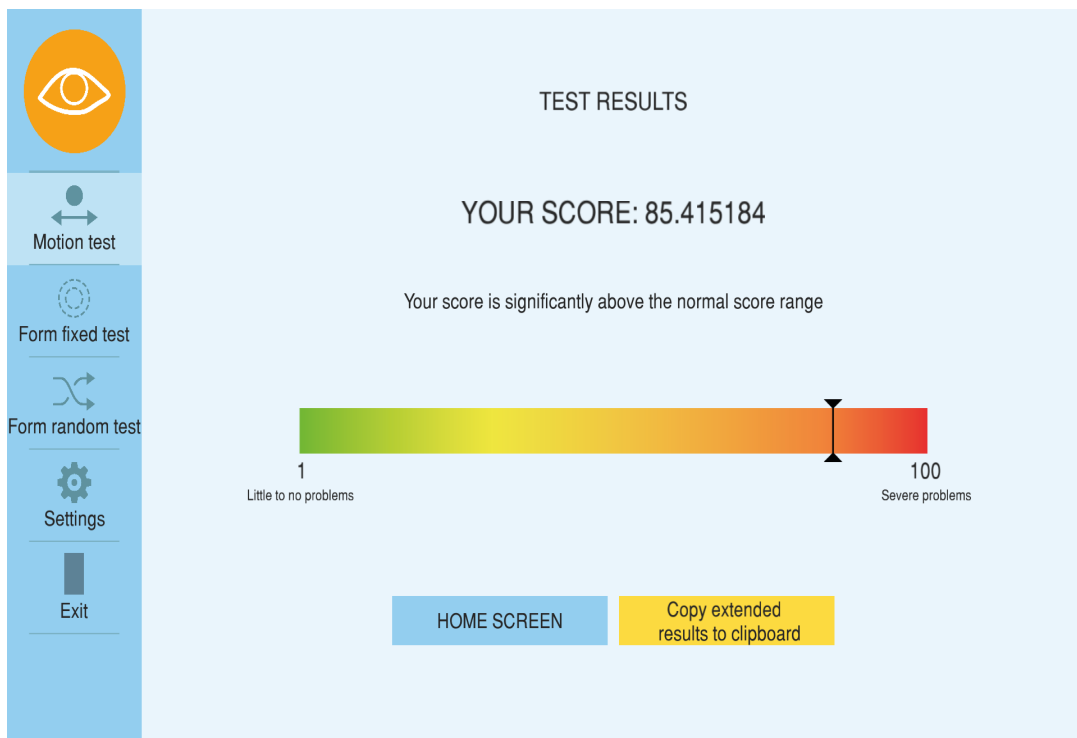 Motion test
Form fixed test
Form random test
Settings
Exit
TEST RESULTS
YOUR SCORE: 85.415184
Your score is significantly above the normal score range
1
Little to no problems
100
Severe problems
HOME SCREEN
Copy extended
results to clipboard